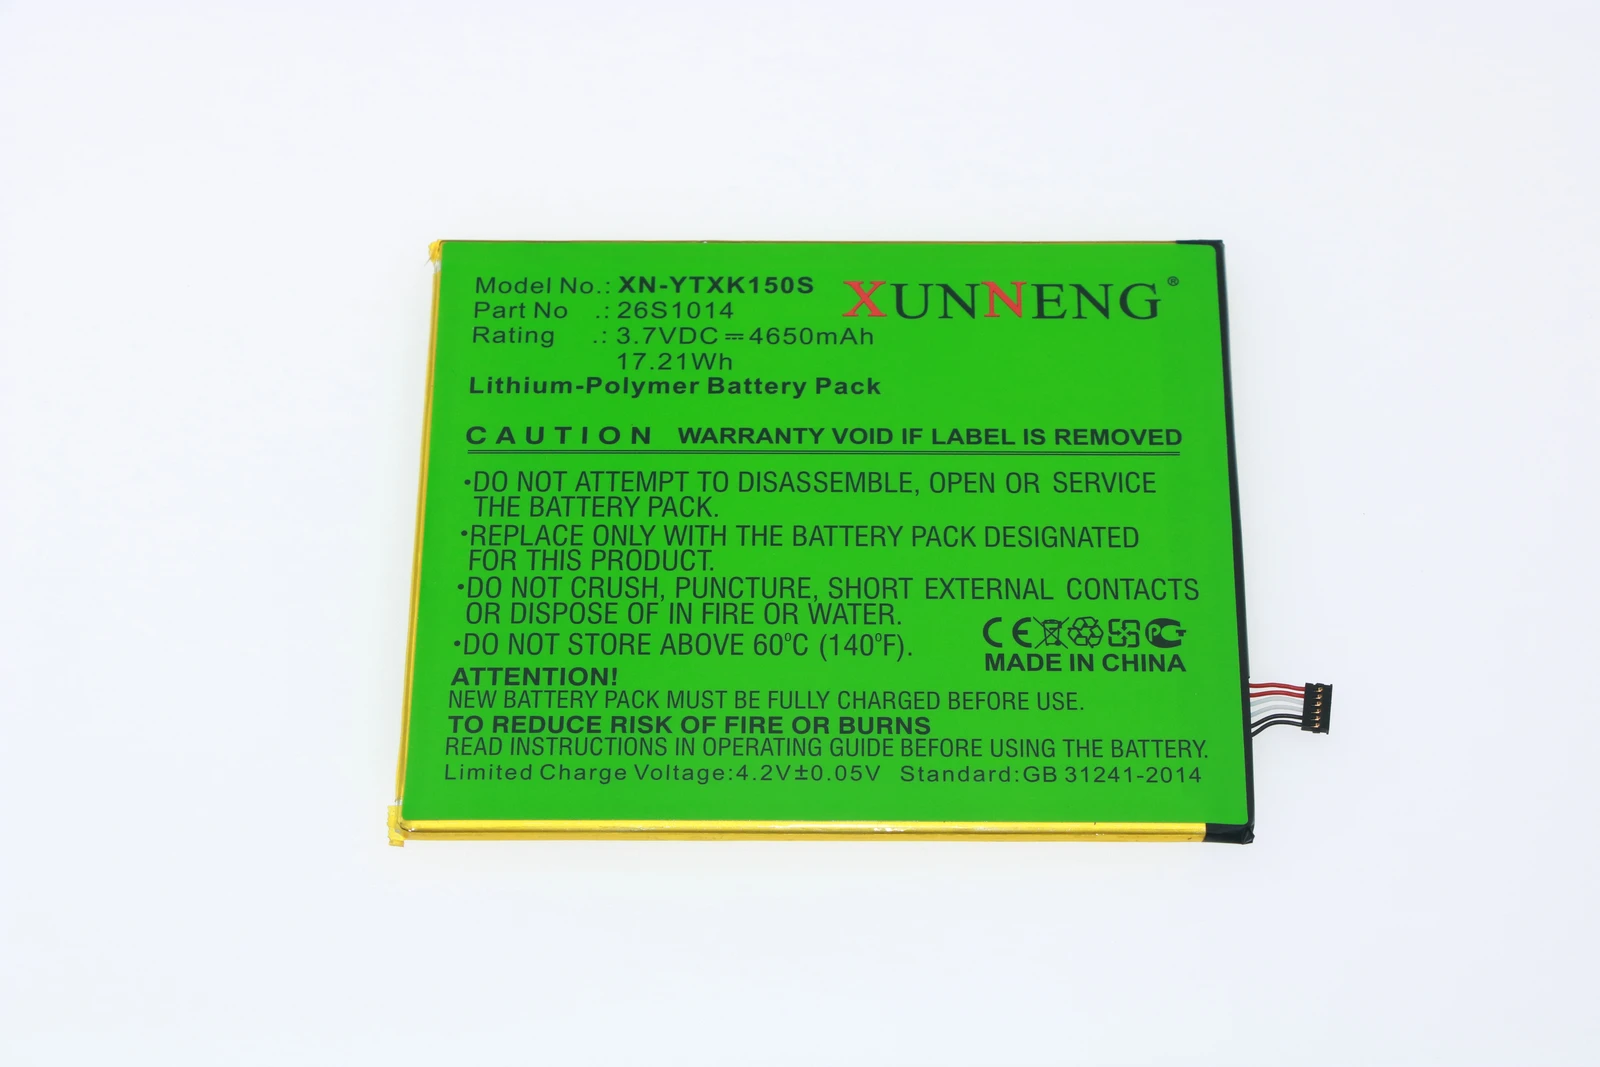 Model No.: XN-YTXK150S
XUNNENG®
Part No .: 26S1014
Rating .: 3.7VDC⎓4650mAh
17.21Wh
Lithium-Polymer Battery Pack
CAUTION WARRANTY VOID IF LABEL IS REMOVED
•DO NOT ATTEMPT TO DISASSEMBLE, OPEN OR SERVICE
THE BATTERY PACK.
•REPLACE ONLY WITH THE BATTERY PACK DESIGNATED
FOR THIS PRODUCT.
•DO NOT CRUSH, PUNCTURE, SHORT EXTERNAL CONTACTS
OR DISPOSE OF IN FIRE OR WATER.
•DO NOT STORE ABOVE 60ºC (140ºF).
CE
MADE IN CHINA
ATTENTION!
NEW BATTERY PACK MUST BE FULLY CHARGED BEFORE USE.
TO REDUCE RISK OF FIRE OR BURNS
READ INSTRUCTIONS IN OPERATING GUIDE BEFORE USING THE BATTERY.
Limited Charge Voltage:4.2V±0.05V Standard:GB 31241-2014